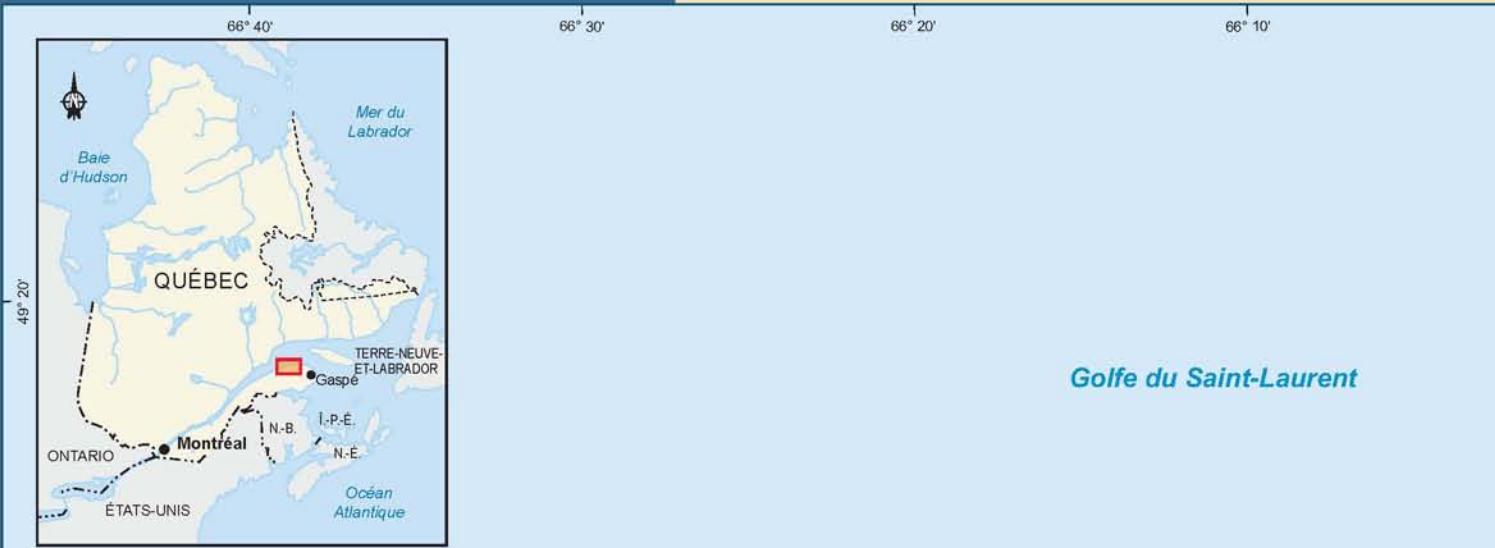 66° 40'
66° 30'
66° 20'
66° 10'
N
Mer du
Labrador
Baie
d'Hudson
QUÉBEC
49° 20'
TERRE-NEUVE-
ET-LABRADOR
Gaspé
Golfe du Saint-Laurent
Î.-P.-É.
N.-B.
Montréal
N.-É.
ONTARIO
Océan
Atlantique
ÉTATS-UNIS